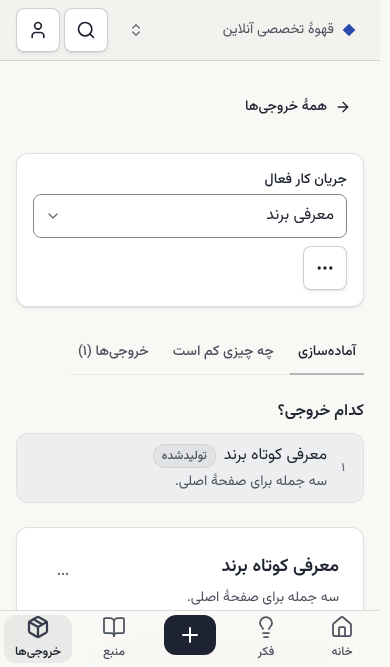 قهوهٔ تخصصی آنلاین
همهٔ خروجی‌ها
جریان کار فعال
معرفی برند
...
آماده‌سازی
چه چیزی کم است
خروجی‌ها (۱)
کدام خروجی؟
۱
معرفی کوتاه برند
تولیدشده
سه جمله برای صفحهٔ اصلی.
معرفی کوتاه برند
...
سه جمله برای صفحهٔ اصلی.
خانه
فکر
منبع
خروجی‌ها